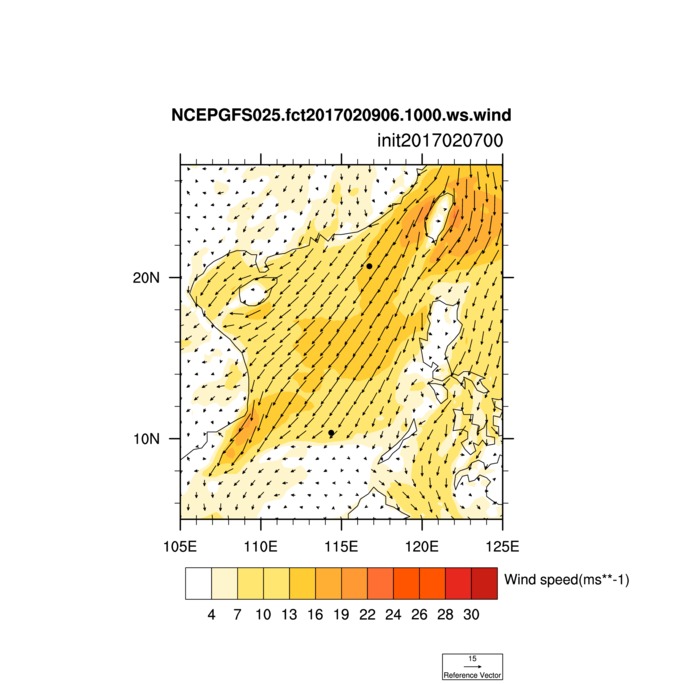 NCEPGFS025.fct2017020906.1000.ws.wind
init2017020700
20N
10N
105E 110E 115E 120E 125E
4 7 10 13 16 19 22 24 26 28 30
Wind speed(ms**-1)
15
Reference Vector